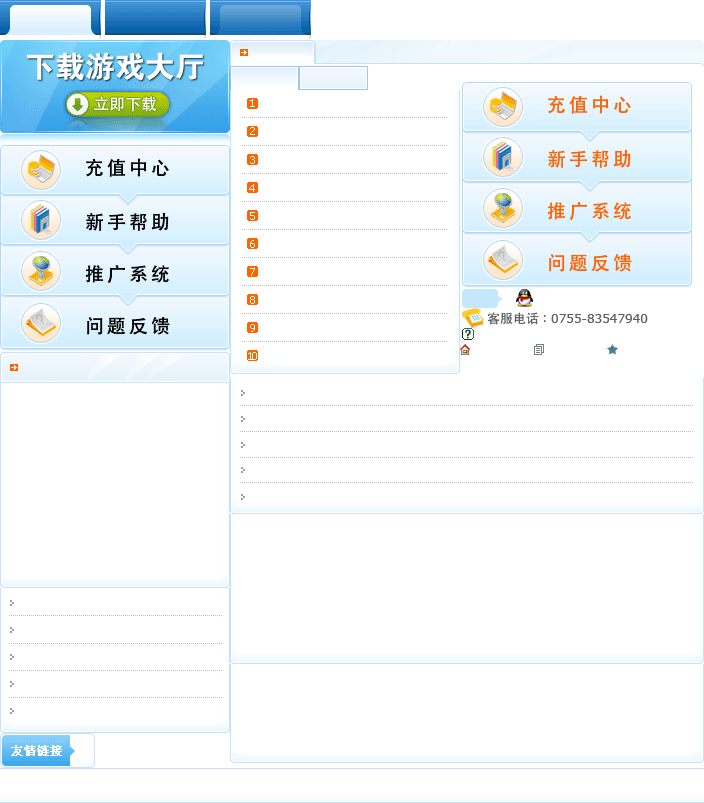 下载游戏大厅
立即下载
充值中心
新手帮助
推广系统
问题反馈
1
2
3
4
5
6
7
8
9
10
充值中心
新手帮助
推广系统
问题反馈
客服电话：0755-83547940
?
友情链接